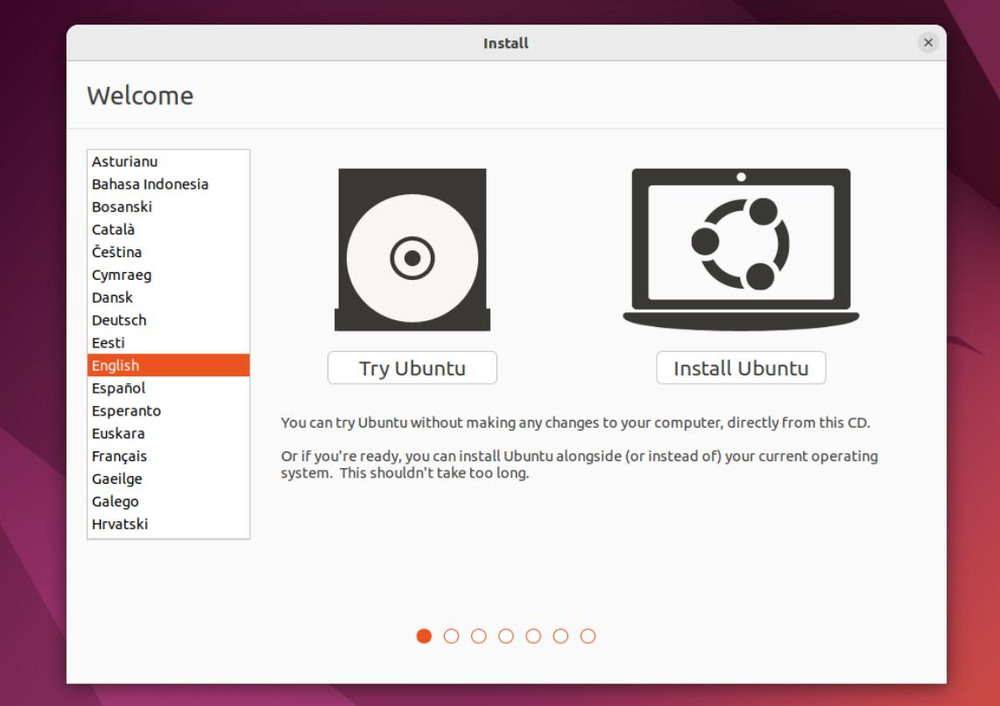 Install
Welcome
Asturianu
Bahasa Indonesia
Bosanski
Català
Čeština
Cymraeg
Dansk
Deutsch
Eesti
English
Español
Esperanto
Euskara
Français
Gaeilge
Galego
Hrvatski
Try Ubuntu
Install Ubuntu
You can try Ubuntu without making any changes to your computer, directly from this CD.
Or if you're ready, you can install Ubuntu alongside (or instead of) your current operating
system.  This shouldn't take too long.